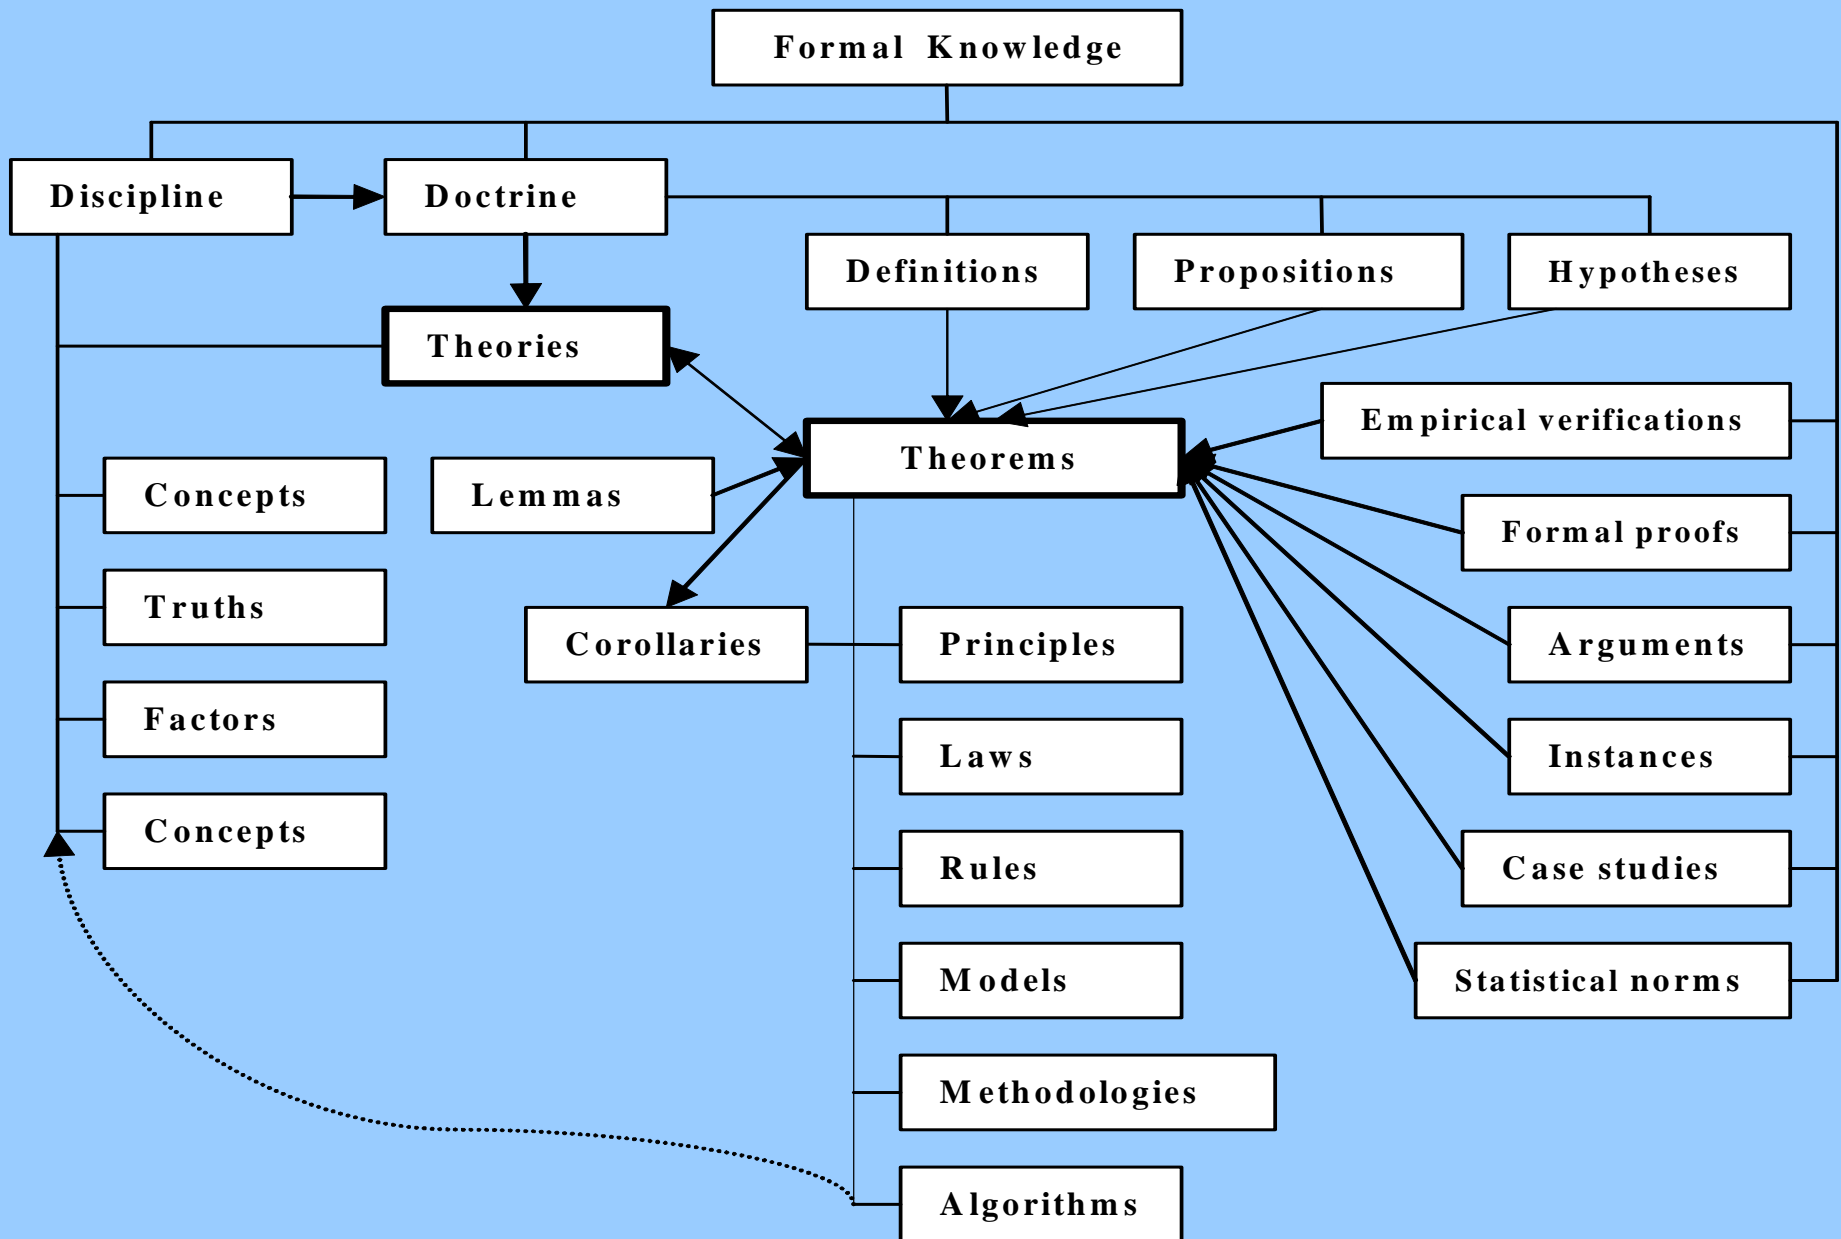 Formal Knowledge
Discipline
Doctrine
Definitions
Propositions
Hypotheses
Theories
Empirical verifications
Theorems
Concepts
Lemmas
Formal proofs
Truths
Corollaries
Principles
Arguments
Factors
Laws
Instances
Concepts
Rules
Case studies
Models
Statistical norms
Methodologies
Algorithms